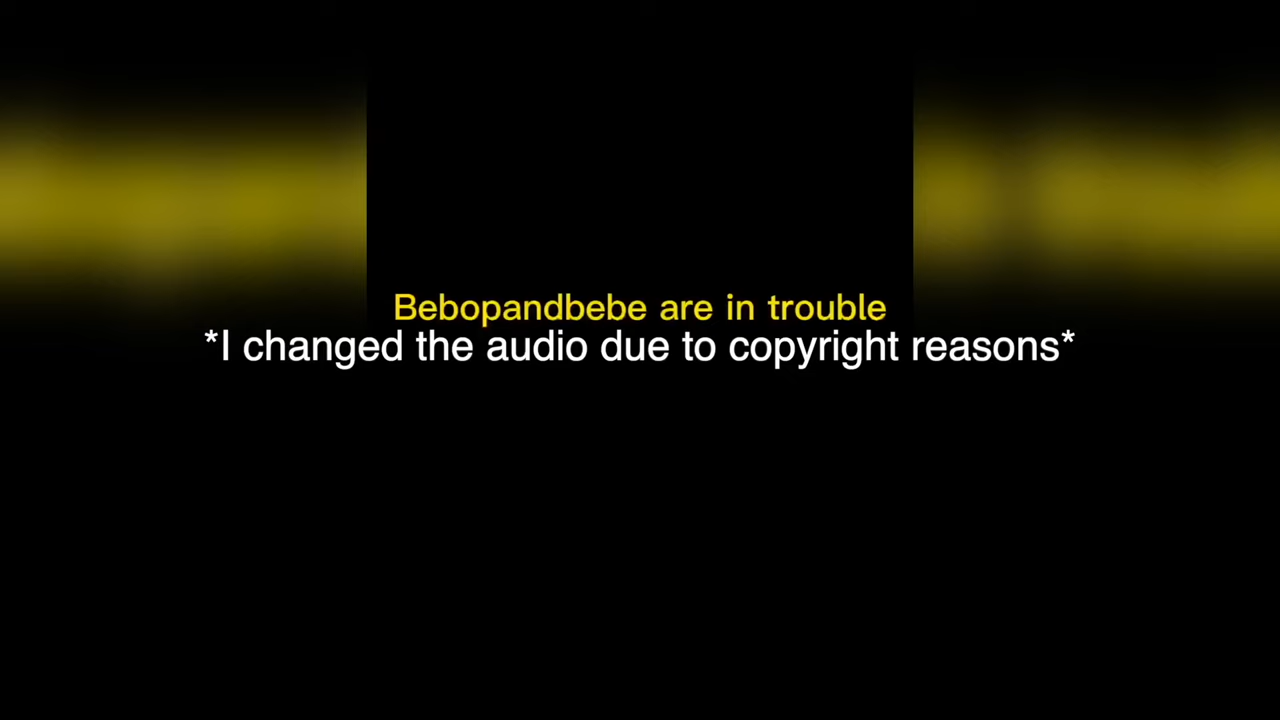 Bebopandbebe are in trouble
*I changed the audio due to copyright reasons*